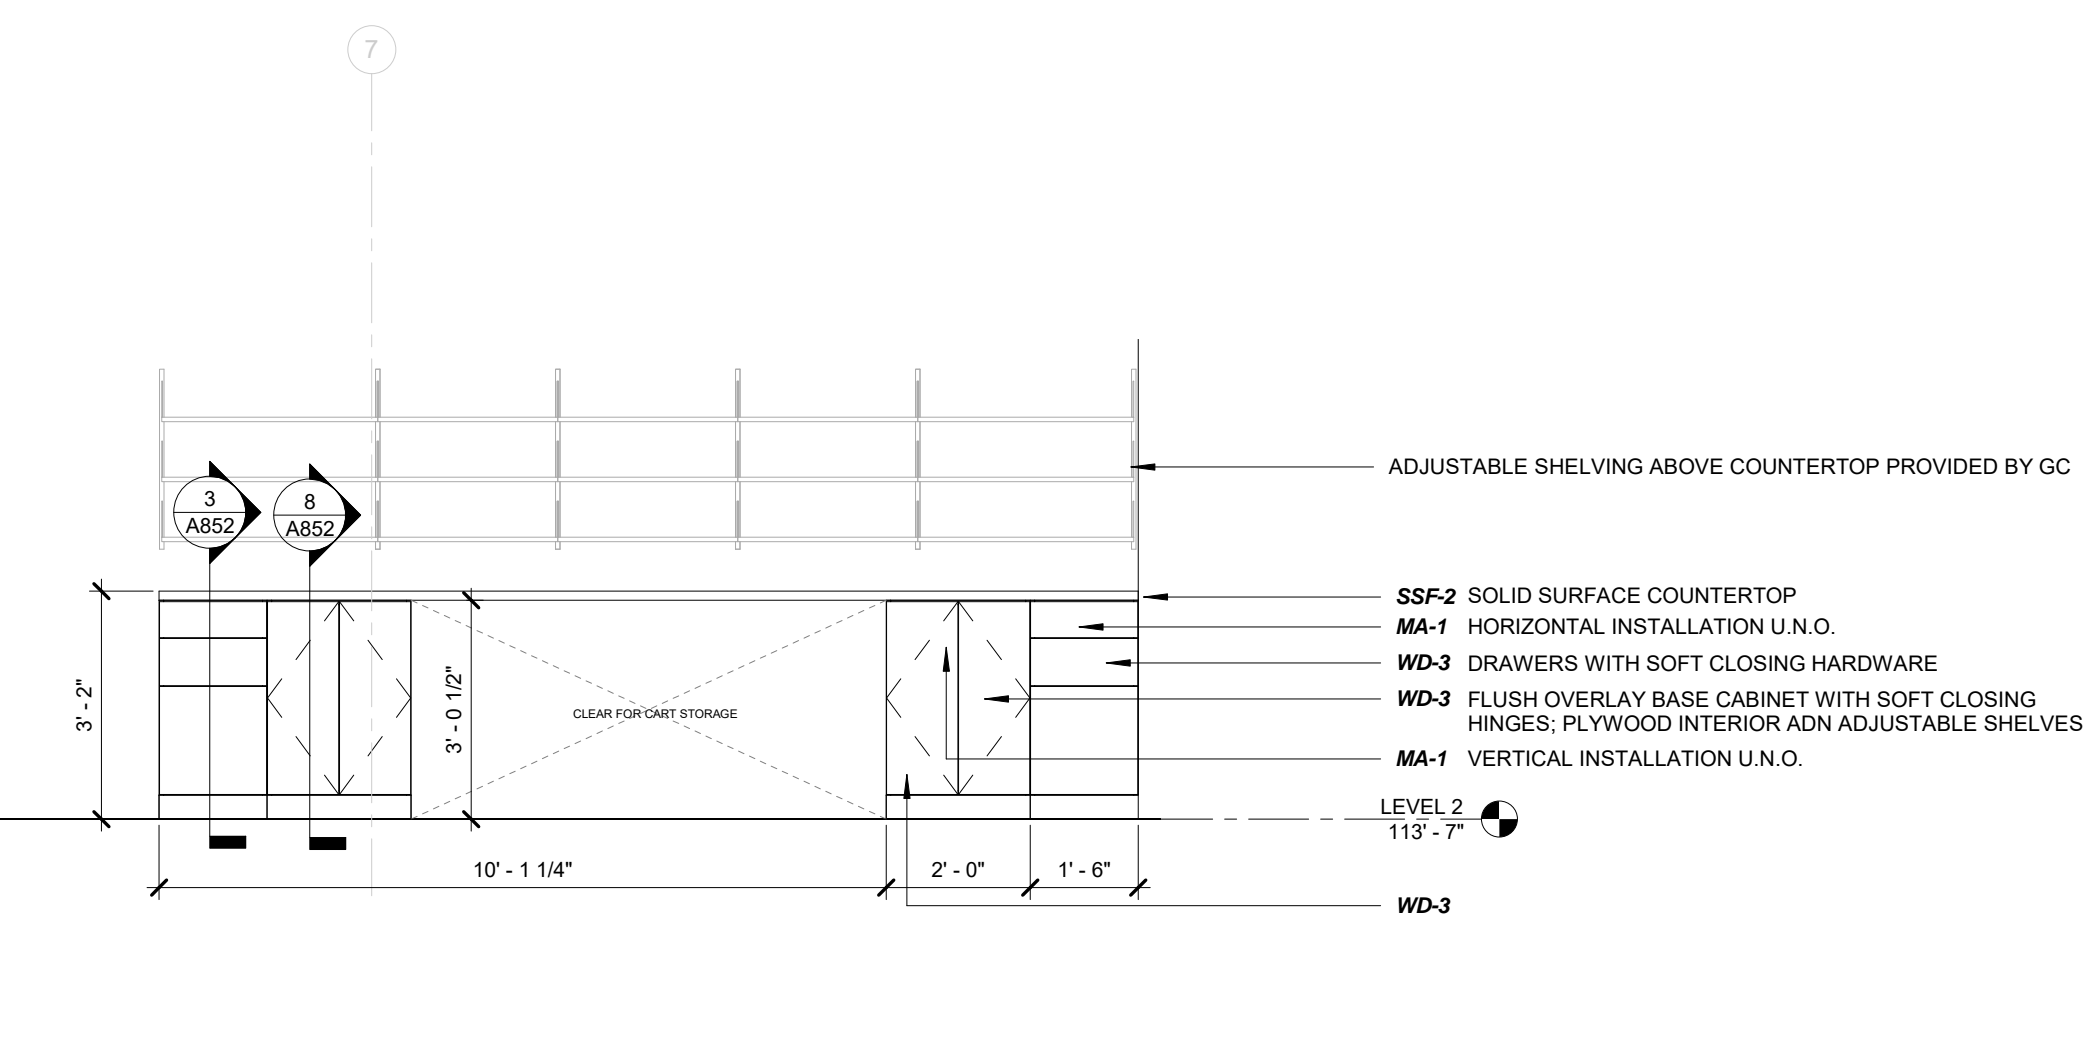 7
ADJUSTABLE SHELVING ABOVE COUNTERTOP PROVIDED BY GC
3
A852
8
A852
SSF-2 SOLID SURFACE COUNTERTOP
MA-1 HORIZONTAL INSTALLATION U.N.O.
WD-3 DRAWERS WITH SOFT CLOSING HARDWARE
WD-3 FLUSH OVERLAY BASE CABINET WITH SOFT CLOSING
HINGES; PLYWOOD INTERIOR ADN ADJUSTABLE SHELVES
MA-1 VERTICAL INSTALLATION U.N.O.
3' - 2"
3' - 0 1/2"
CLEAR FOR CART STORAGE
LEVEL 2
113' - 7"
10' - 1 1/4"
2' - 0"
1' - 6"
WD-3